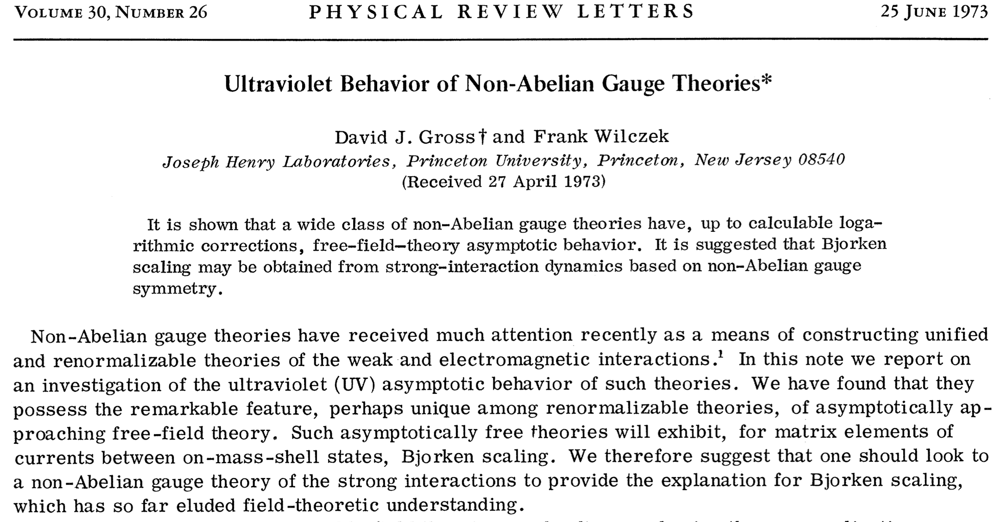 VOLUME 30, NUMBER 26 PHYSICAL REVIEW LETTERS 25 JUNE 1973
Ultraviolet Behavior of Non-Abelian Gauge Theories*
David J. Gross† and Frank Wilczek
Joseph Henry Laboratories, Princeton University, Princeton, New Jersey 08540
(Received 27 April 1973)
It is shown that a wide class of non-Abelian gauge theories have, up to calculable loga-
rithmic corrections, free-field-theory asymptotic behavior. It is suggested that Bjorken
scaling may be obtained from strong-interaction dynamics based on non-Abelian gauge
symmetry.
Non-Abelian gauge theories have received much attention recently as a means of constructing unified
and renormalizable theories of the weak and electromagnetic interactions.¹ In this note we report on
an investigation of the ultraviolet (UV) asymptotic behavior of such theories. We have found that they
possess the remarkable feature, perhaps unique among renormalizable theories, of asymptotically ap-
proaching free-field theory. Such asymptotically free theories will exhibit, for matrix elements of
currents between on-mass-shell states, Bjorken scaling. We therefore suggest that one should look to
a non-Abelian gauge theory of the strong interactions to provide the explanation for Bjorken scaling,
which has so far eluded field-theoretic understanding.